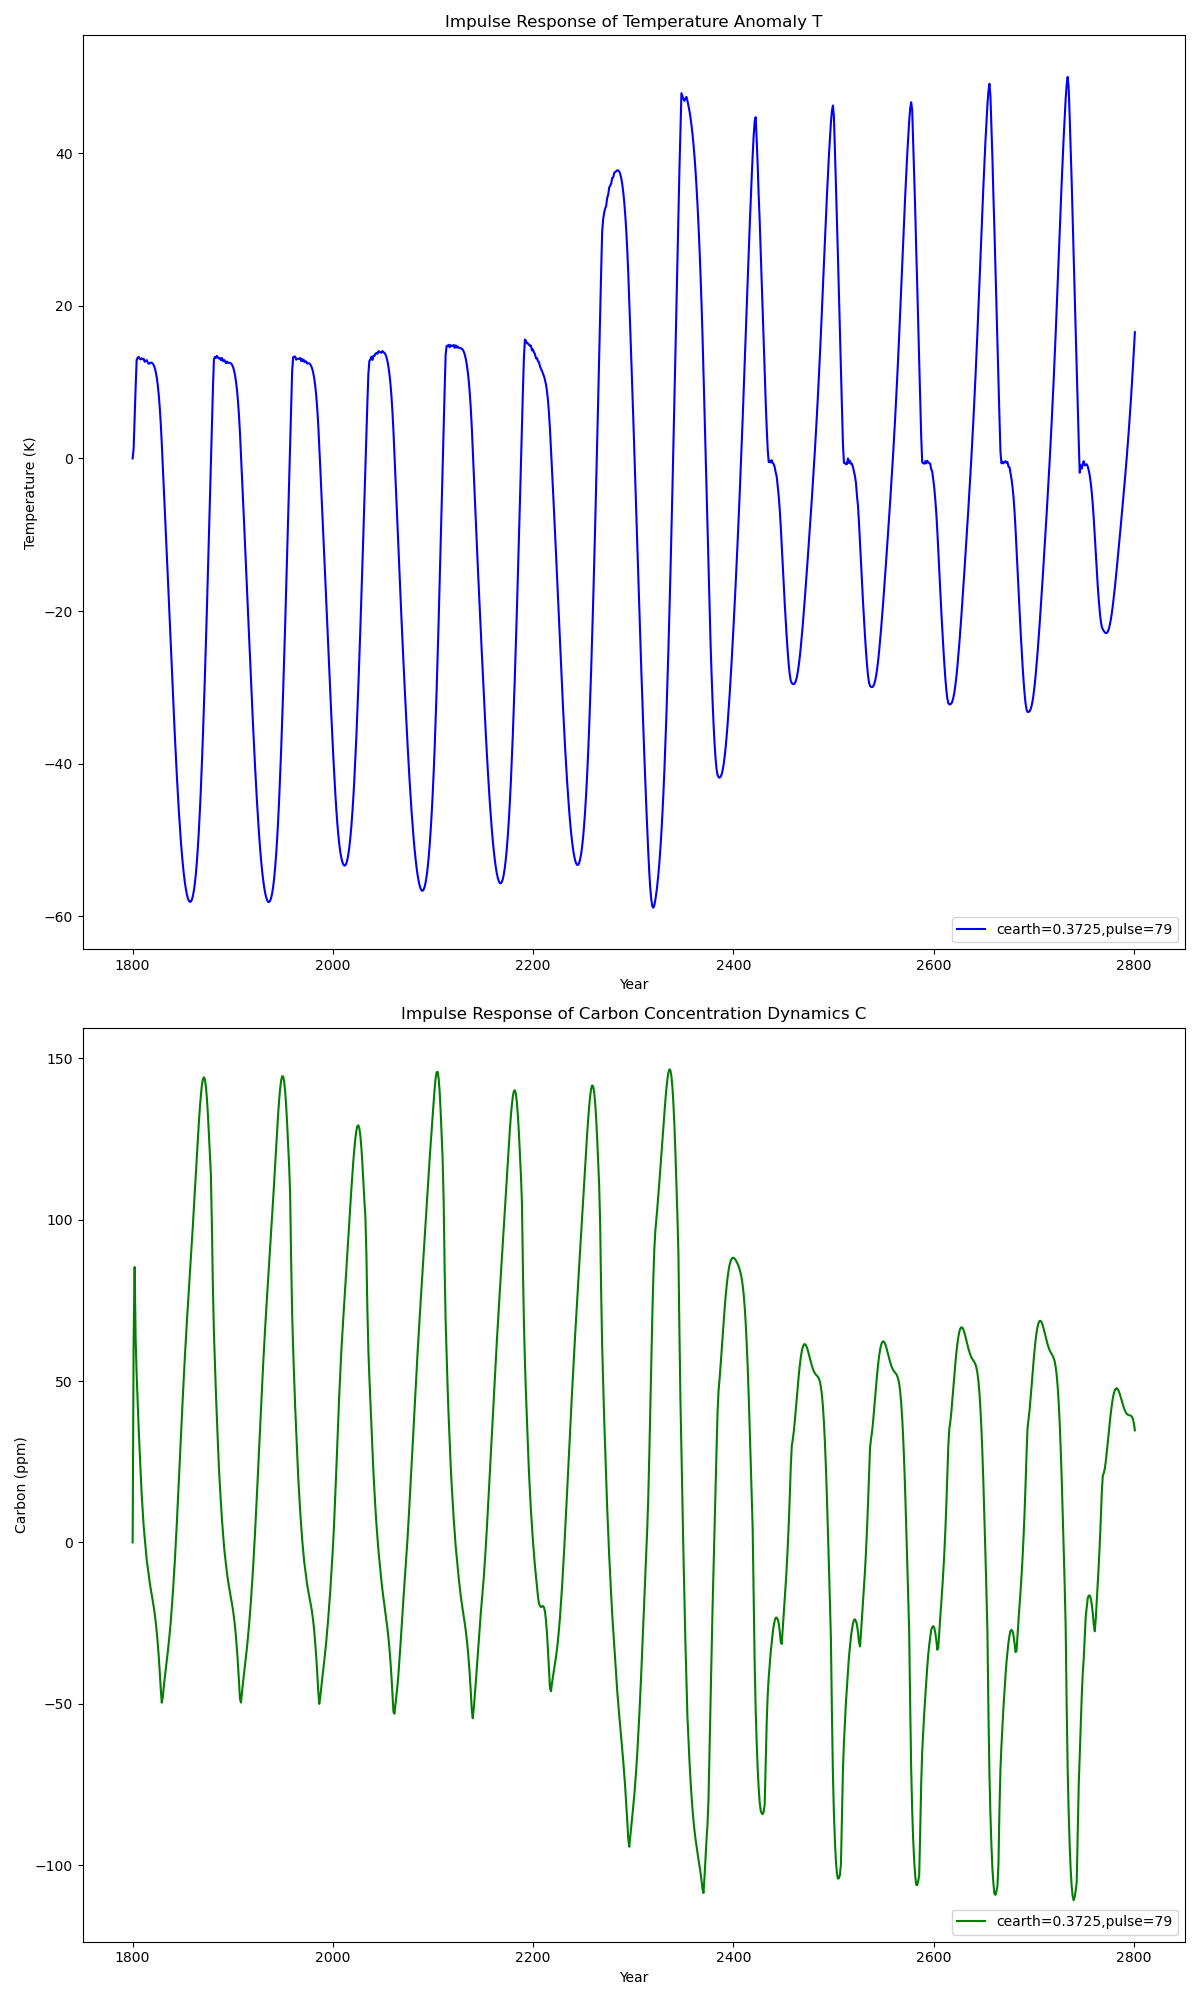 Impulse Response of Temperature Anomaly T
Temperature (K)
40
20
0
−20
−40
−60
cearth=0.3725,pulse=79
1800 2000 2200 2400 2600 2800
Year
Impulse Response of Carbon Concentration Dynamics C
Carbon (ppm)
150
100
50
0
−50
−100
cearth=0.3725,pulse=79
1800 2000 2200 2400 2600 2800
Year